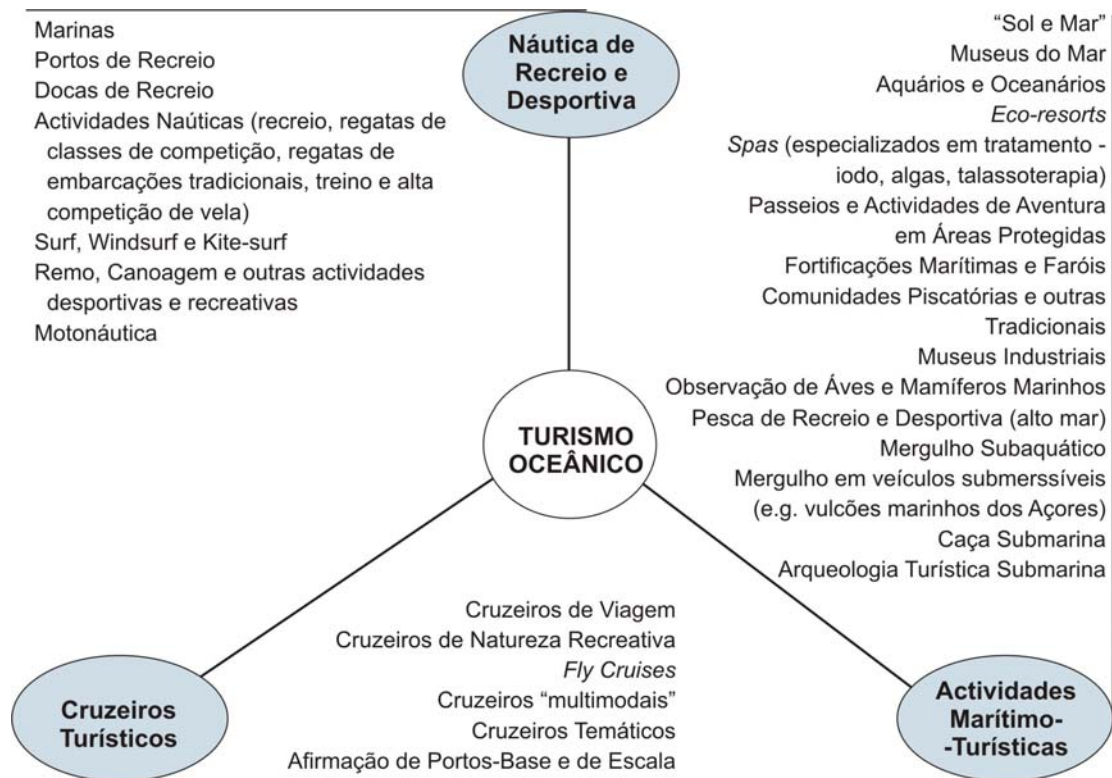 Marinas
Portos de Recreio
Docas de Recreio
Actividades Naúticas (recreio, regatas de
classes de competição, regatas de
embarcações tradicionais, treino e alta
competição de vela)
Surf, Windsurf e Kite-surf
Remo, Canoagem e outras actividades
desportivas e recreativas
Motonáutica
Náutica de
Recreio e
Desportiva
“Sol e Mar”
Museus do Mar
Aquários e Oceanários
Eco-resorts
Spas (especializados em tratamento -
iodo, algas, talassoterapia)
Passeios e Actividades de Aventura
em Áreas Protegidas
Fortificações Marítimas e Faróis
Comunidades Piscatórias e outras
Tradicionais
Museus Industriais
Observação de Áves e Mamíferos Marinhos
Pesca de Recreio e Desportiva (alto mar)
Mergulho Subaquático
Mergulho em veículos submerssíveis
(e.g. vulcões marinhos dos Açores)
Caça Submarina
Arqueologia Turística Submarina
TURISMO
OCEÂNICO
Cruzeiros de Viagem
Cruzeiros de Natureza Recreativa
Fly Cruises
Cruzeiros “multimodais”
Cruzeiros Temáticos
Afirmação de Portos-Base e de Escala
Cruzeiros
Turísticos
Actividades
Marítimo-
-Turísticas